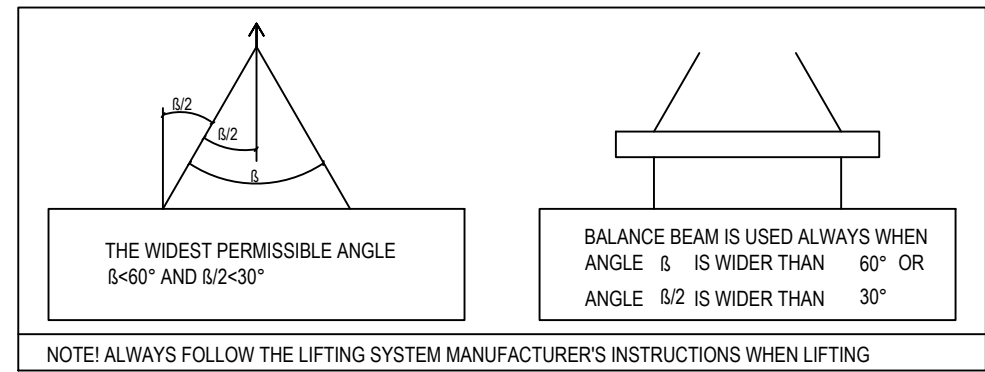 ß/2
ß/2
ß
THE WIDEST PERMISSIBLE ANGLE
ß<60° AND ß/2<30°
BALANCE BEAM IS USED ALWAYS WHEN
ANGLE ß IS WIDER THAN 60° OR
ANGLE ß/2 IS WIDER THAN 30°
NOTE! ALWAYS FOLLOW THE LIFTING SYSTEM MANUFACTURER'S INSTRUCTIONS WHEN LIFTING